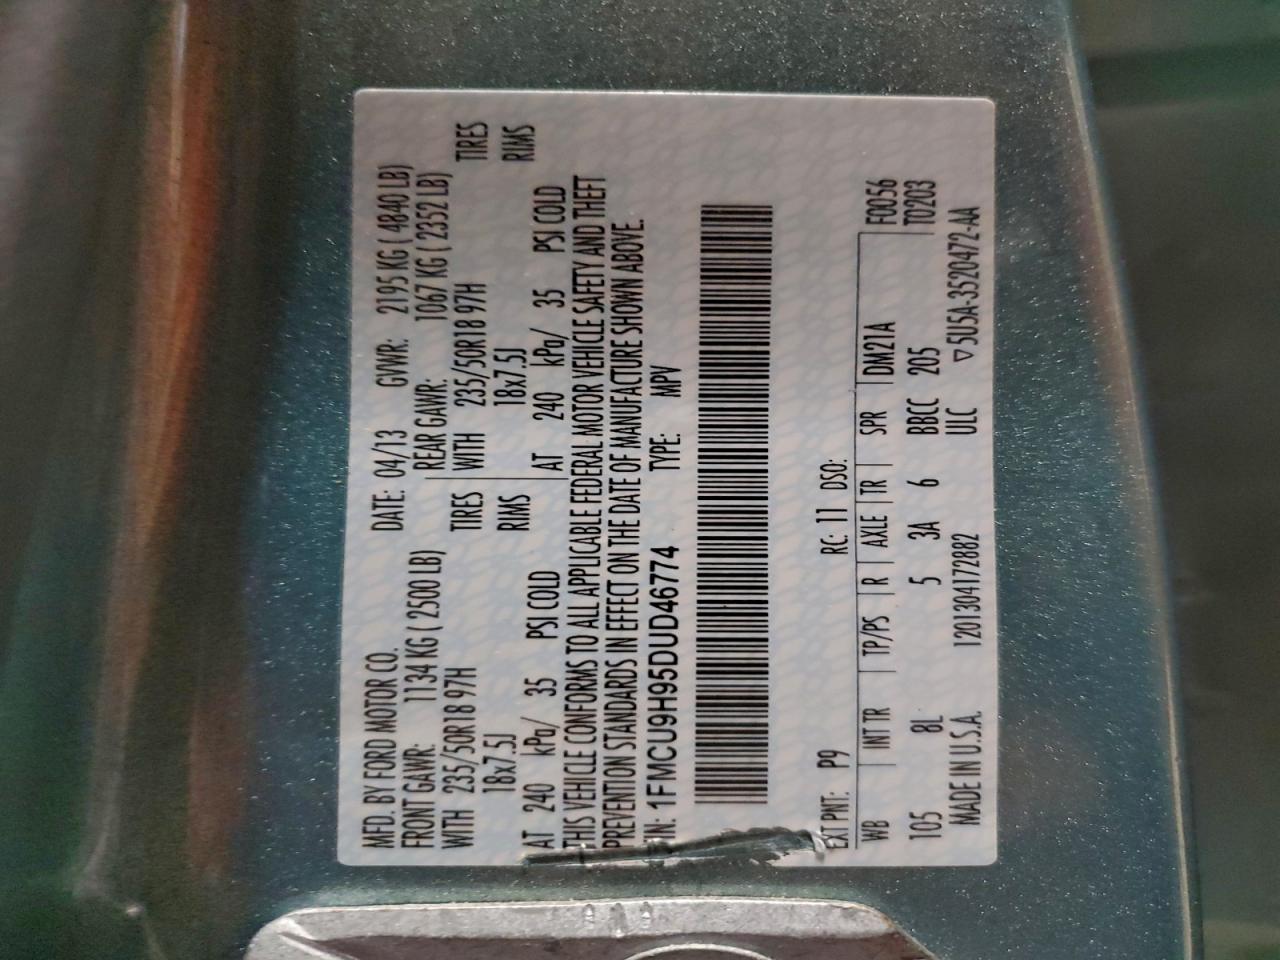 MFD. BY FORD MOTOR CO. DATE: 04/13 GVWR: 2195 KG ( 4840 LB)
FRONT GAWR: 1134 KG ( 2500 LB) REAR GAWR: 1067 KG ( 2352 LB)
WITH 235/50R18 97H TIRES WITH 235/50R18 97H TIRES
18x7.5J RIMS 18x7.5J RIMS
AT 240 kPa/ 35 PSI COLD AT 240 kPa/ 35 PSI COLD
THIS VEHICLE CONFORMS TO ALL APPLICABLE FEDERAL MOTOR VEHICLE SAFETY AND THEFT
PREVENTION STANDARDS IN EFFECT ON THE DATE OF MANUFACTURE SHOWN ABOVE.
VIN: 1FMCU9H95DUD46774 TYPE: MPV
EXT PNT: P9 RC: 11 DSO:
WB INT TR TP/PS R AXLE TR SPR DM21A F0056
105 8L 5 3A 6 BBCC 205 T0203
MADE IN U.S.A. 120130417288​2 ULC ▽5U5A-3520472-AA